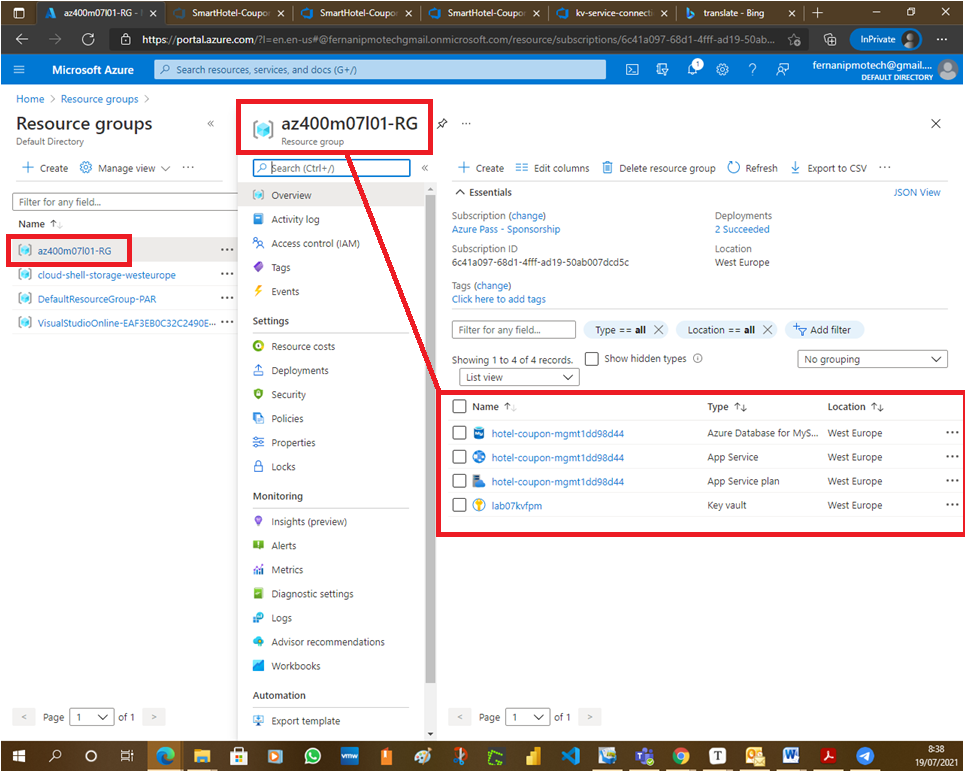 az400m07l01-RG -
SmartHotel-Coupon
SmartHotel-Coupon
SmartHotel-Coupon
kv-service-connecti
translate - Bing
https://portal.azure.com/?l=en.en-us#@fernanipmotechgmail.onmicrosoft.com/resource/subscriptions/6c41a097-68d1-4fff-ad19-50ab...
InPrivate
Microsoft Azure
Search resources, services, and docs (G+/)
1
fernanipmotech@gmail....
DEFAULT DIRECTORY
Home > Resource groups >
Resource groups
Default Directory
Create
Manage view
Filter for any field...
Name
az400m07l01-RG
cloud-shell-storage-westeurope
DefaultResourceGroup-PAR
VisualStudioOnline-EAF3EB0C32C2490E...
Page 1 of 1
az400m07l01-RG
Resource group
Search (Ctrl+/)
Overview
Activity log
Access control (IAM)
Tags
Events
Settings
Resource costs
Deployments
Security
Policies
Properties
Locks
Monitoring
Insights (preview)
Alerts
Metrics
Diagnostic settings
Logs
Advisor recommendations
Workbooks
Automation
Export template
Create
Edit columns
Delete resource group
Refresh
Export to CSV
Essentials
JSON View
Subscription (change)
Azure Pass - Sponsorship
Subscription ID
6c41a097-68d1-4fff-ad19-50ab007dcd5c
Deployments
2 Succeeded
Location
West Europe
Tags (change)
Click here to add tags
Filter for any field...
Type == all
Location == all
Add filter
Showing 1 to 4 of 4 records.
Show hidden types
No grouping
List view
Name Type Location
hotel-coupon-mgmt1dd98d44 Azure Database for MyS... West Europe
hotel-coupon-mgmt1dd98d44 App Service West Europe
hotel-coupon-mgmt1dd98d44 App Service plan West Europe
lab07kvfpm Key vault West Europe
Page 1 of 1
8:38
19/07/2021